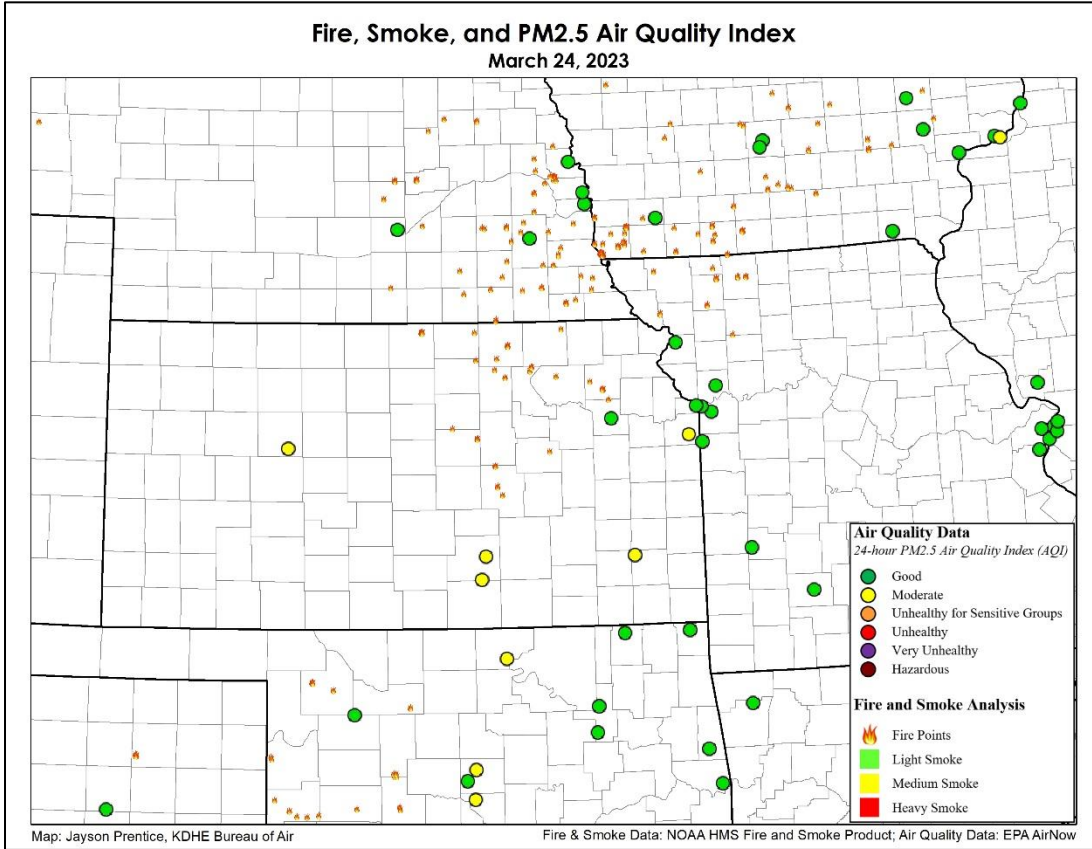 Fire, Smoke, and PM2.5 Air Quality Index
March 24, 2023
Air Quality Data
24-hour PM2.5 Air Quality Index (AQI)
Good
Moderate
Unhealthy for Sensitive Groups
Unhealthy
Very Unhealthy
Hazardous
Fire and Smoke Analysis
Fire Points
Light Smoke
Medium Smoke
Heavy Smoke
Map: Jayson Prentice, KDHE Bureau of Air
Fire & Smoke Data: NOAA HMS Fire and Smoke Product; Air Quality Data: EPA AirNow